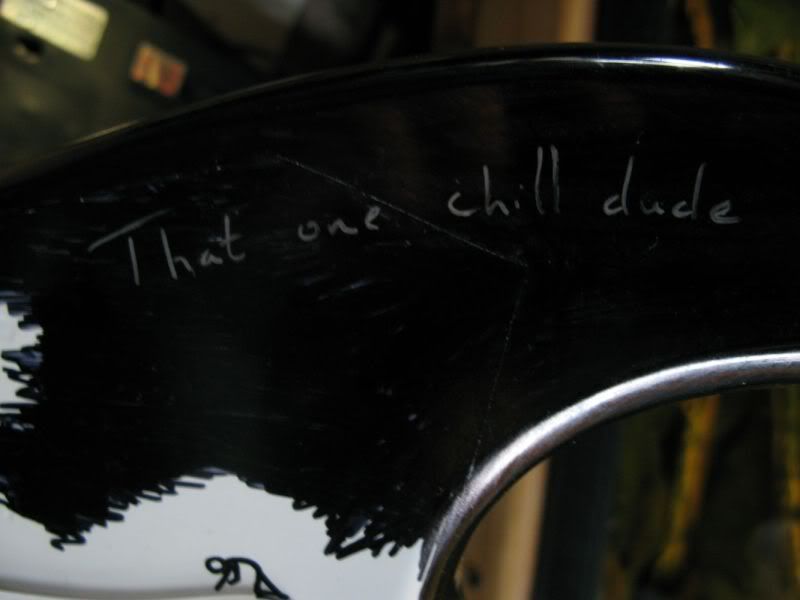 That one chill dude